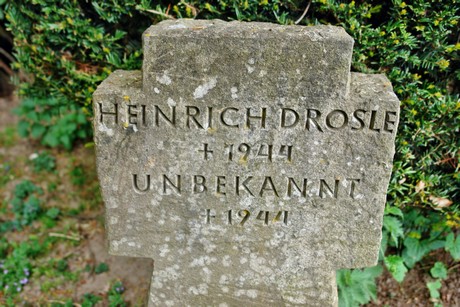 HEINRICH DROSLE
+ 1944
UNBEKANNT
+ 1944